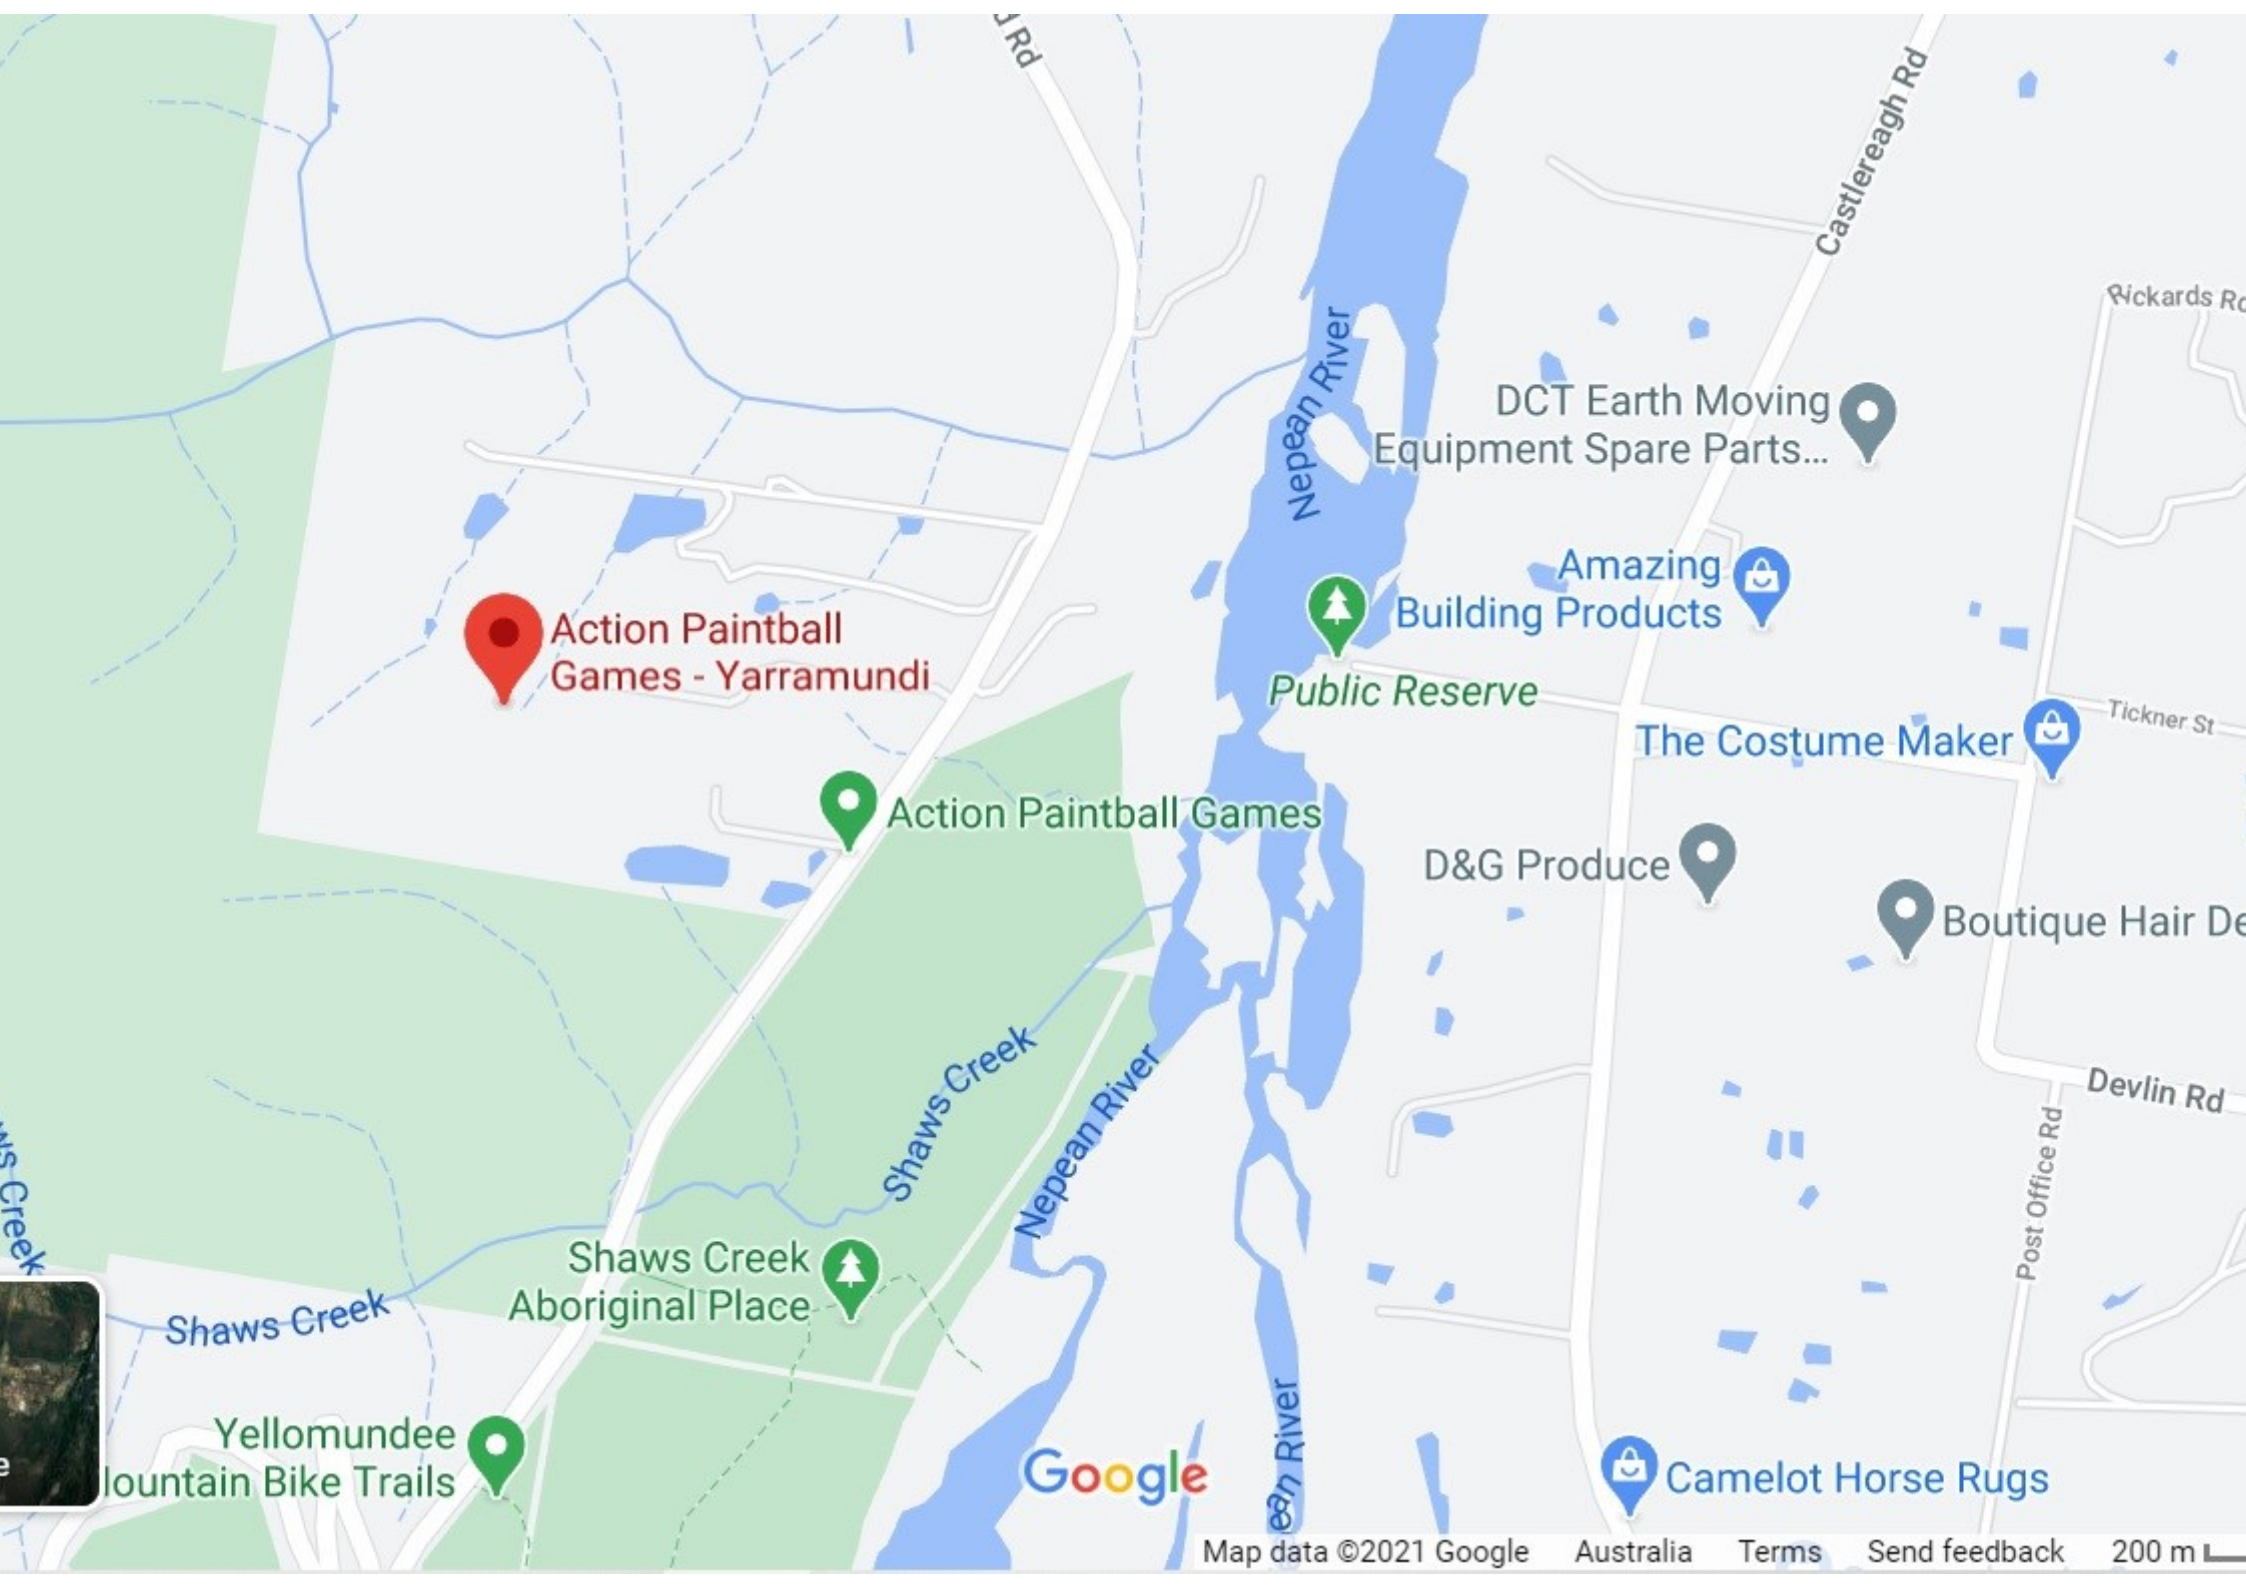 d Rd
Castlereagh Rd
Rickards Rd
Nepean River
DCT Earth Moving
Equipment Spare Parts...
Amazing
Building Products
Action Paintball
Games - Yarramundi
Public Reserve
Tickner St
The Costume Maker
Action Paintball Games
D&G Produce
Boutique Hair De
Shaws Creek
Nepean River
Devlin Rd
Post Office Rd
ws Creek
Shaws Creek
Aboriginal Place
Shaws Creek
Yellomundee
lountain Bike Trails
e
Google
ean River
Camelot Horse Rugs
Map data ©2021 Google Australia Terms Send feedback 200 m